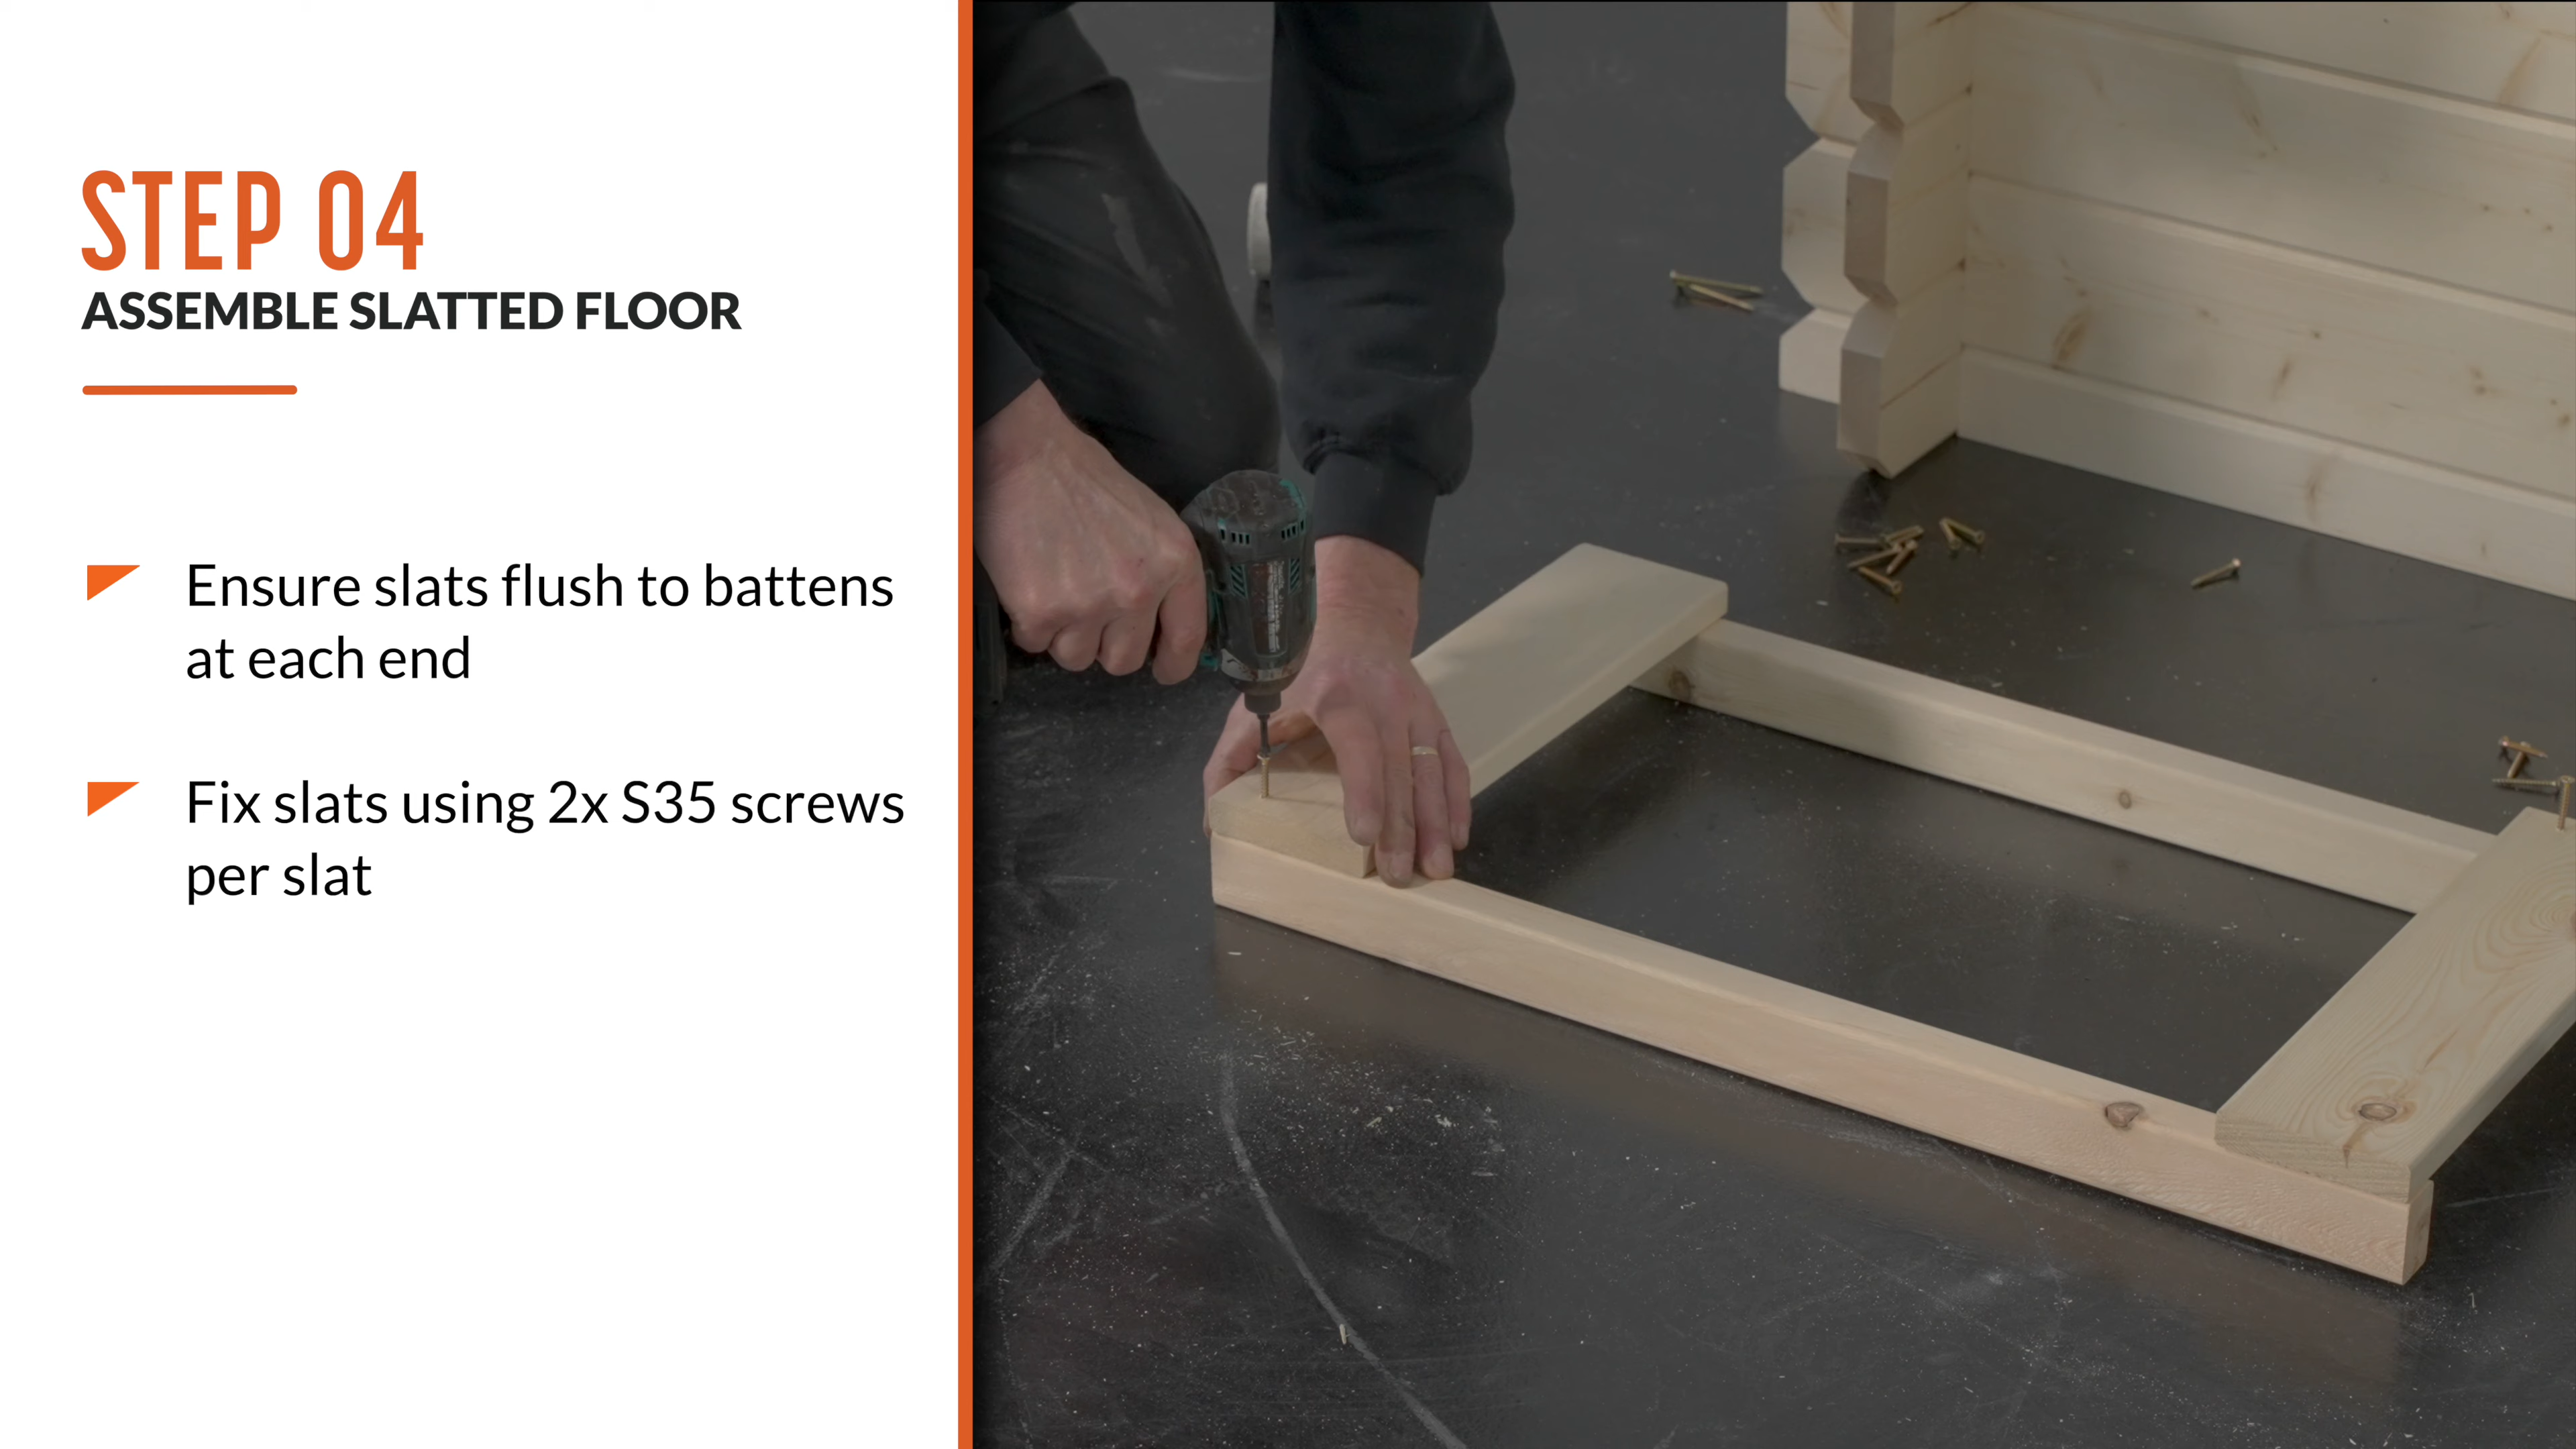 STEP 04
ASSEMBLE SLATTED FLOOR
Ensure slats flush to battens
at each end
Fix slats using 2x S35 screws
per slat